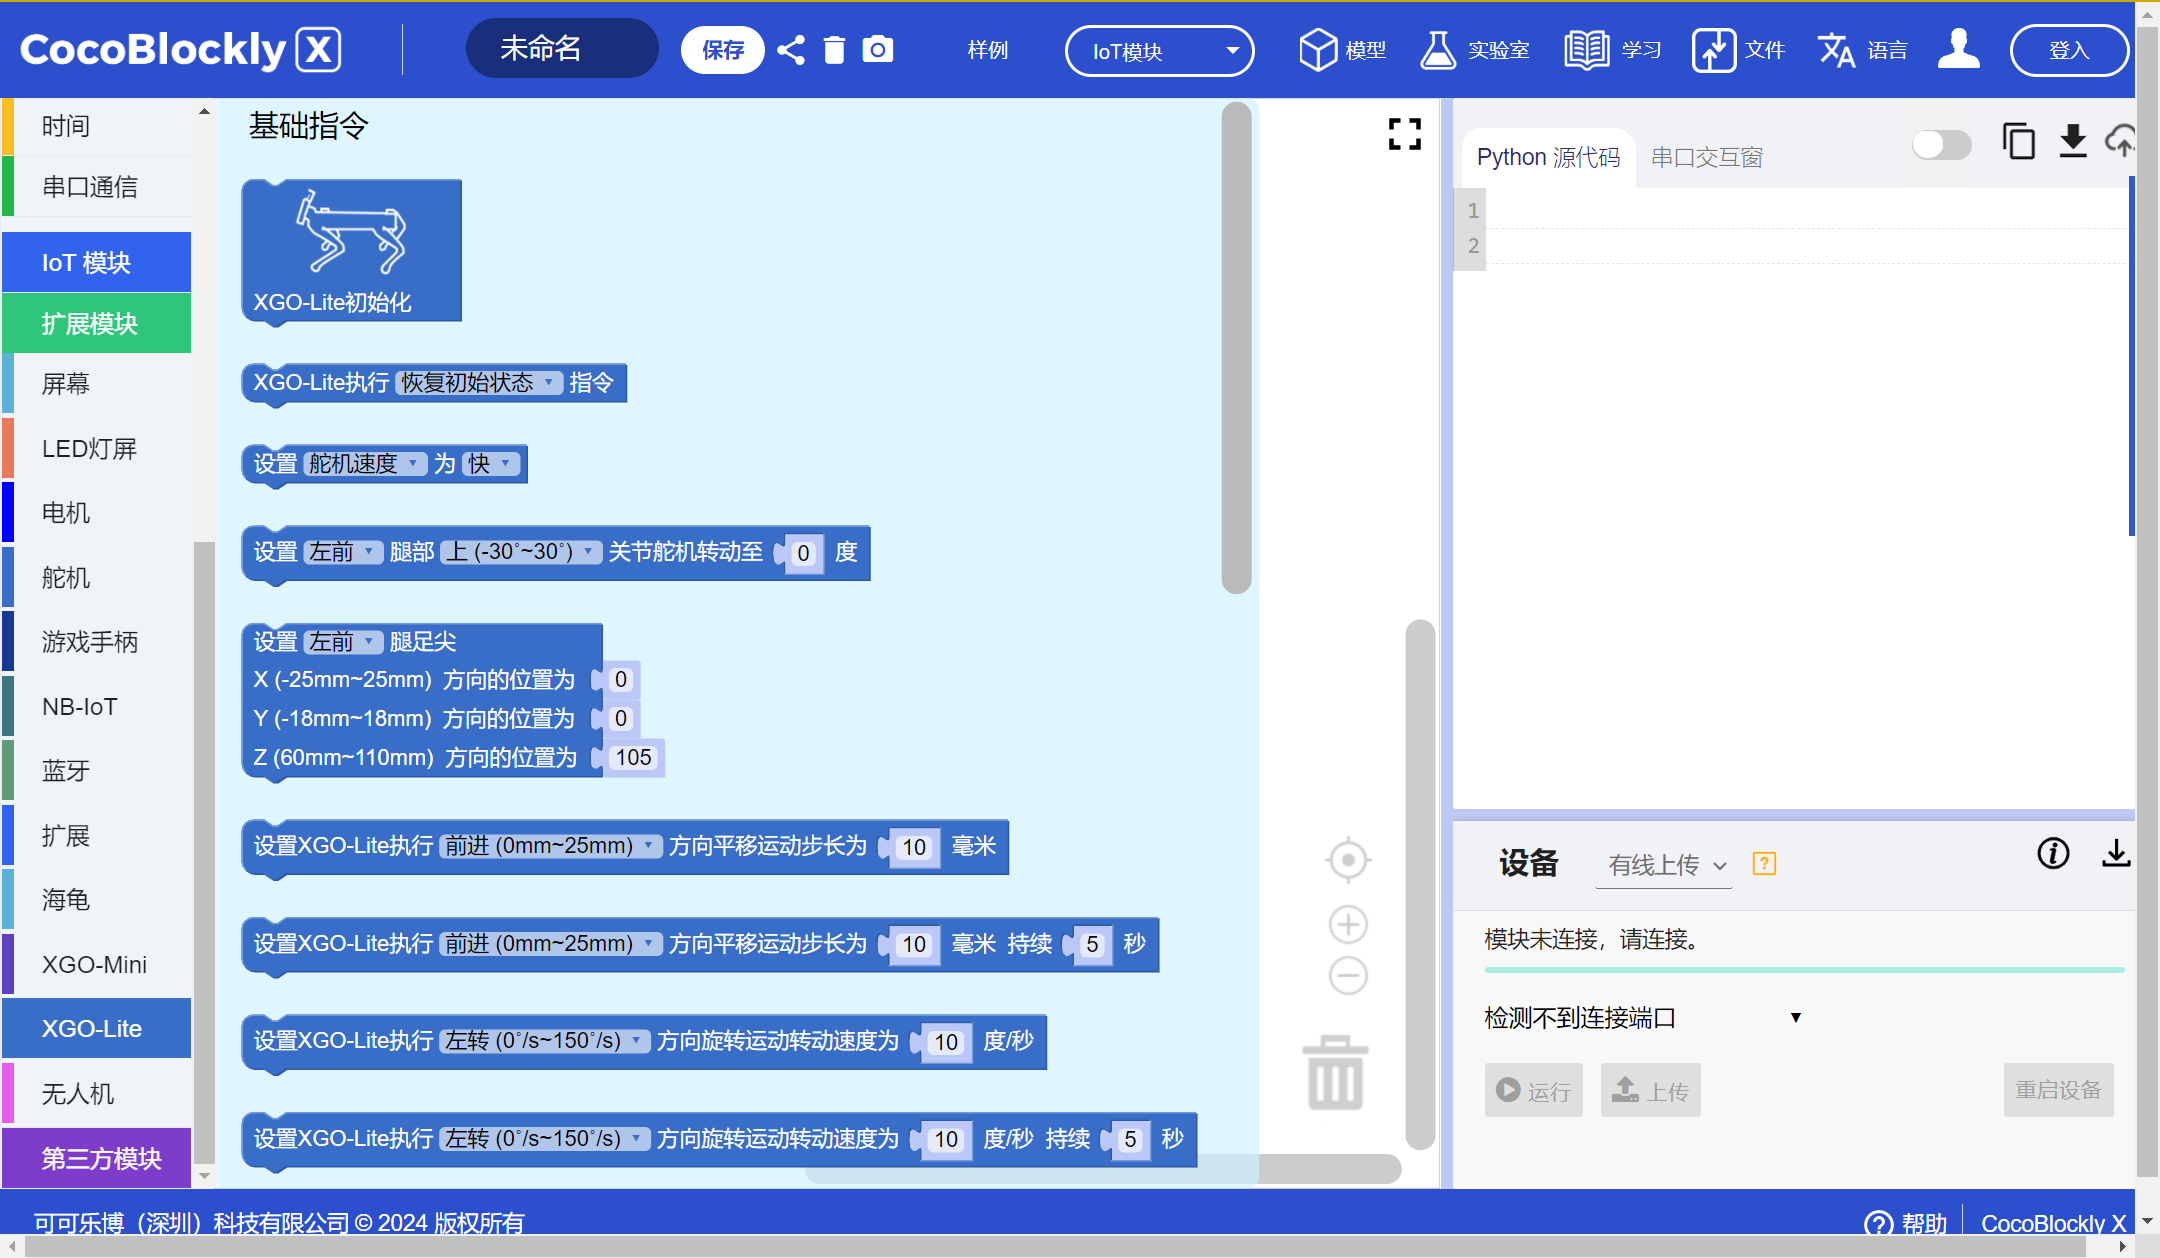 CocoBlockly X
未命名
保存
样例
IoT模块
模型
实验室
学习
文件
语言
登入
时间
串口通信
IoT 模块
扩展模块
屏幕
LED灯屏
电机
舵机
游戏手柄
NB-IoT
蓝牙
扩展
海龟
XGO-Mini
XGO-Lite
无人机
第三方模块
基础指令
XGO-Lite初始化
XGO-Lite执行 恢复初始状态 指令
设置 舵机速度 为 快
设置 左前 腿部 上 (-30°~30°) 关节舵机转动至 0 度
设置 左前 腿足尖
X (-25mm~25mm) 方向的位置为 0
Y (-18mm~18mm) 方向的位置为 0
Z (60mm~110mm) 方向的位置为 105
设置XGO-Lite执行 前进 (0mm~25mm) 方向平移运动步长为 10 毫米
设置XGO-Lite执行 前进 (0mm~25mm) 方向平移运动步长为 10 毫米 持续 5 秒
设置XGO-Lite执行 左转 (0°/s~150°/s) 方向旋转运动转动速度为 10 度/秒
设置XGO-Lite执行 左转 (0°/s~150°/s) 方向旋转运动转动速度为 10 度/秒 持续 5 秒
Python 源代码
串口交互窗
1
2
设备
有线上传
?
模块未连接，请连接。
检测不到连接端口
运行
上传
重启设备
可可乐博（深圳）科技有限公司 © 2024 版权所有
帮助
CocoBlockly X